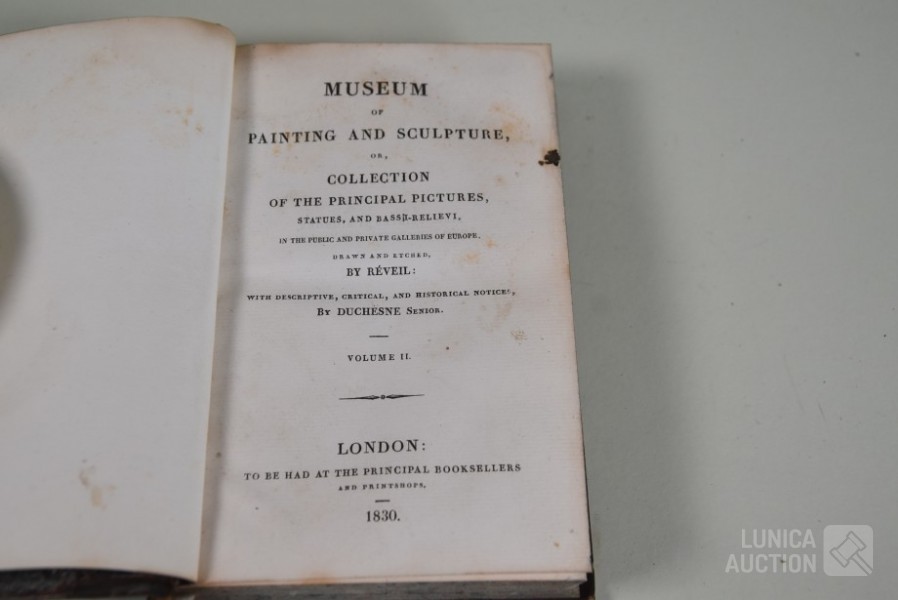 MUSEUM
OF
PAINTING AND SCULPTURE,
OR,
COLLECTION
OF THE PRINCIPAL PICTURES,
STATUES, AND BASSI-RELIEVI,
IN THE PUBLIC AND PRIVATE GALLERIES OF EUROPE,
DRAWN AND ETCHED,
BY RÉVEIL:
WITH DESCRIPTIVE, CRITICAL, AND HISTORICAL NOTICES,
BY DUCHESNE SENIOR.
VOLUME II.
LONDON:
TO BE HAD AT THE PRINCIPAL BOOKSELLERS
AND PRINTSHOPS,
1830.
LUNICA
AUCTION